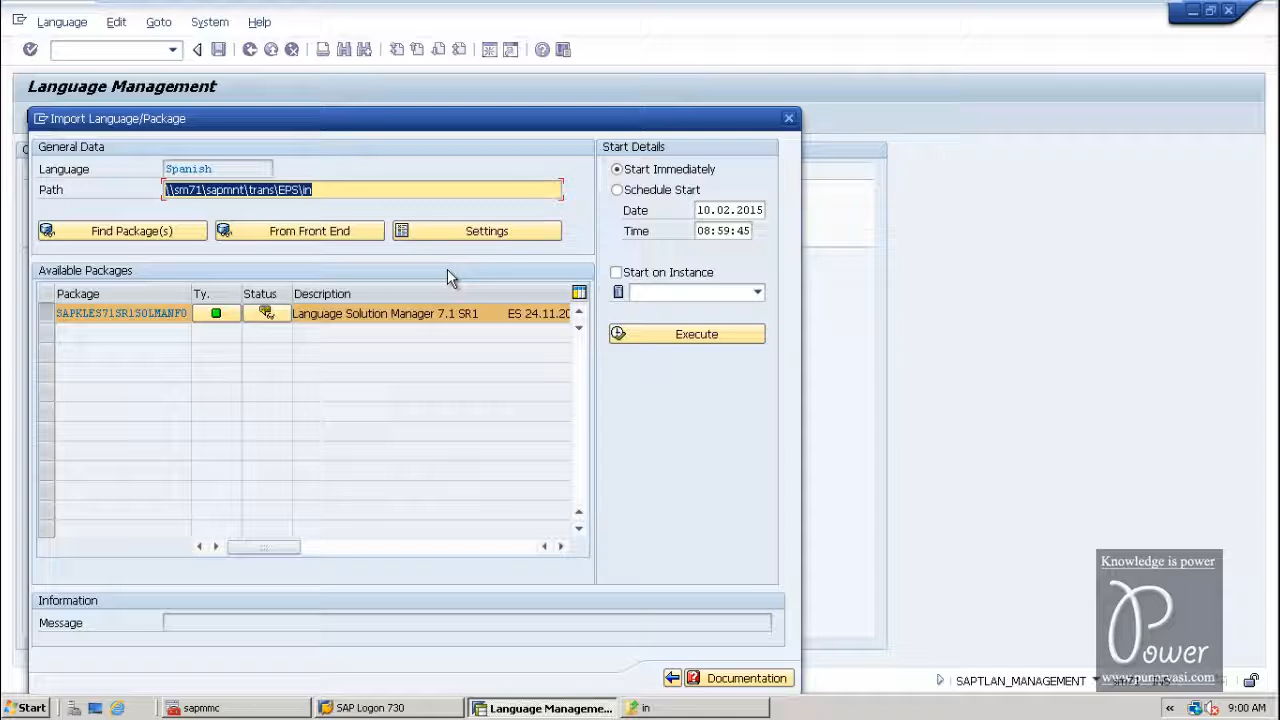 Language Edit Goto System Help
Language Management
Import Language/Package
General Data
Language Spanish
Path \\sm71\sapmnt\trans\EPS\in
Find Package(s) From Front End Settings
Available Packages
Package Ty. Status Description
SAPKLES71SR1SOLMANF0 Language Solution Manager 7.1 SR1 ES 24.11.20
Start Details
Start Immediately
Schedule Start
Date 10.02.2015
Time 08:59:45
Start on Instance
Execute
Information
Message
Documentation
Knowledge is power
Power
www.punarvasi.com
SAPTLAN_MANAGEMENT
Start sapmmc SAP Logon 730 Language Manageme... in « 9:00 AM